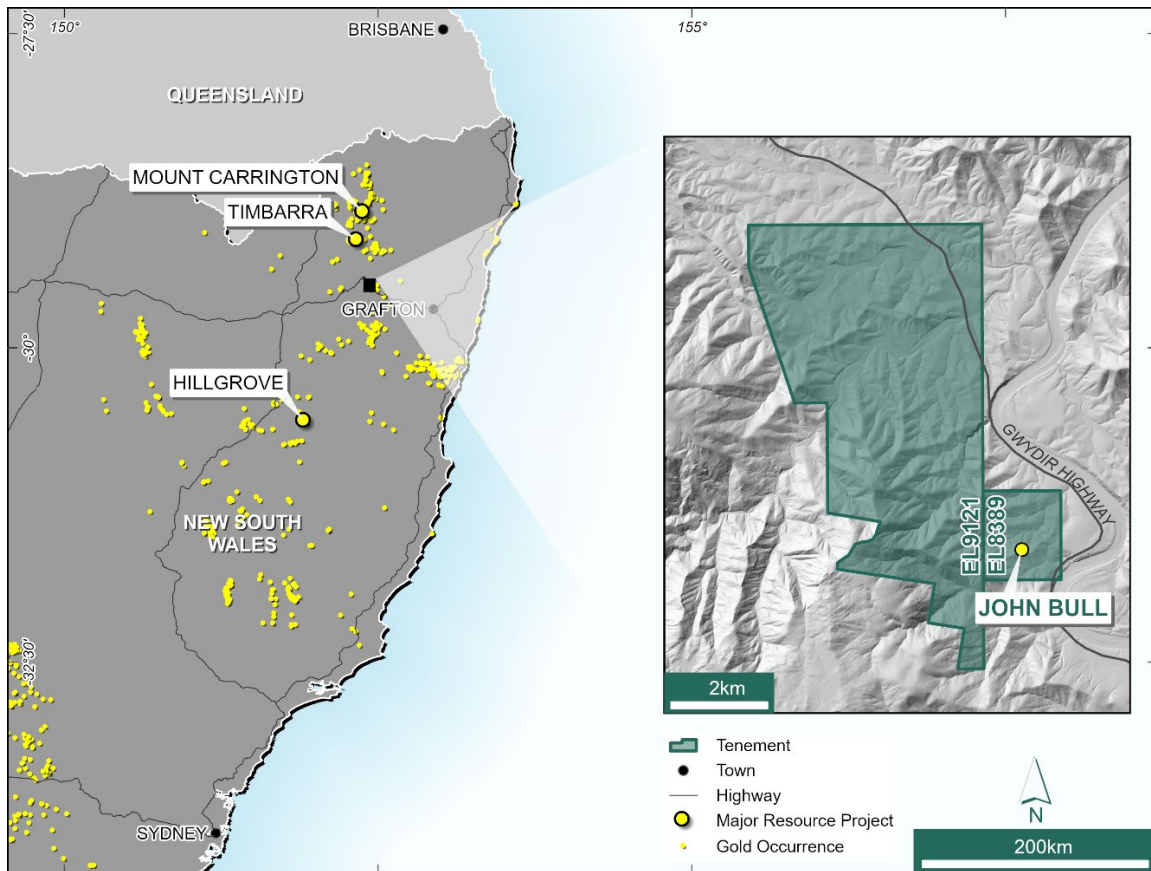 150°
155°
-27°30'
BRISBANE
QUEENSLAND
MOUNT CARRINGTON
TIMBARRA
GRAFTON
-30°
HILLGROVE
NEW SOUTH
WALES
-32°30'
SYDNEY
GWYDIR HIGHWAY
EL9121
EL8389
JOHN BULL
2km
Tenement
Town
Highway
Major Resource Project
Gold Occurrence
N
200km